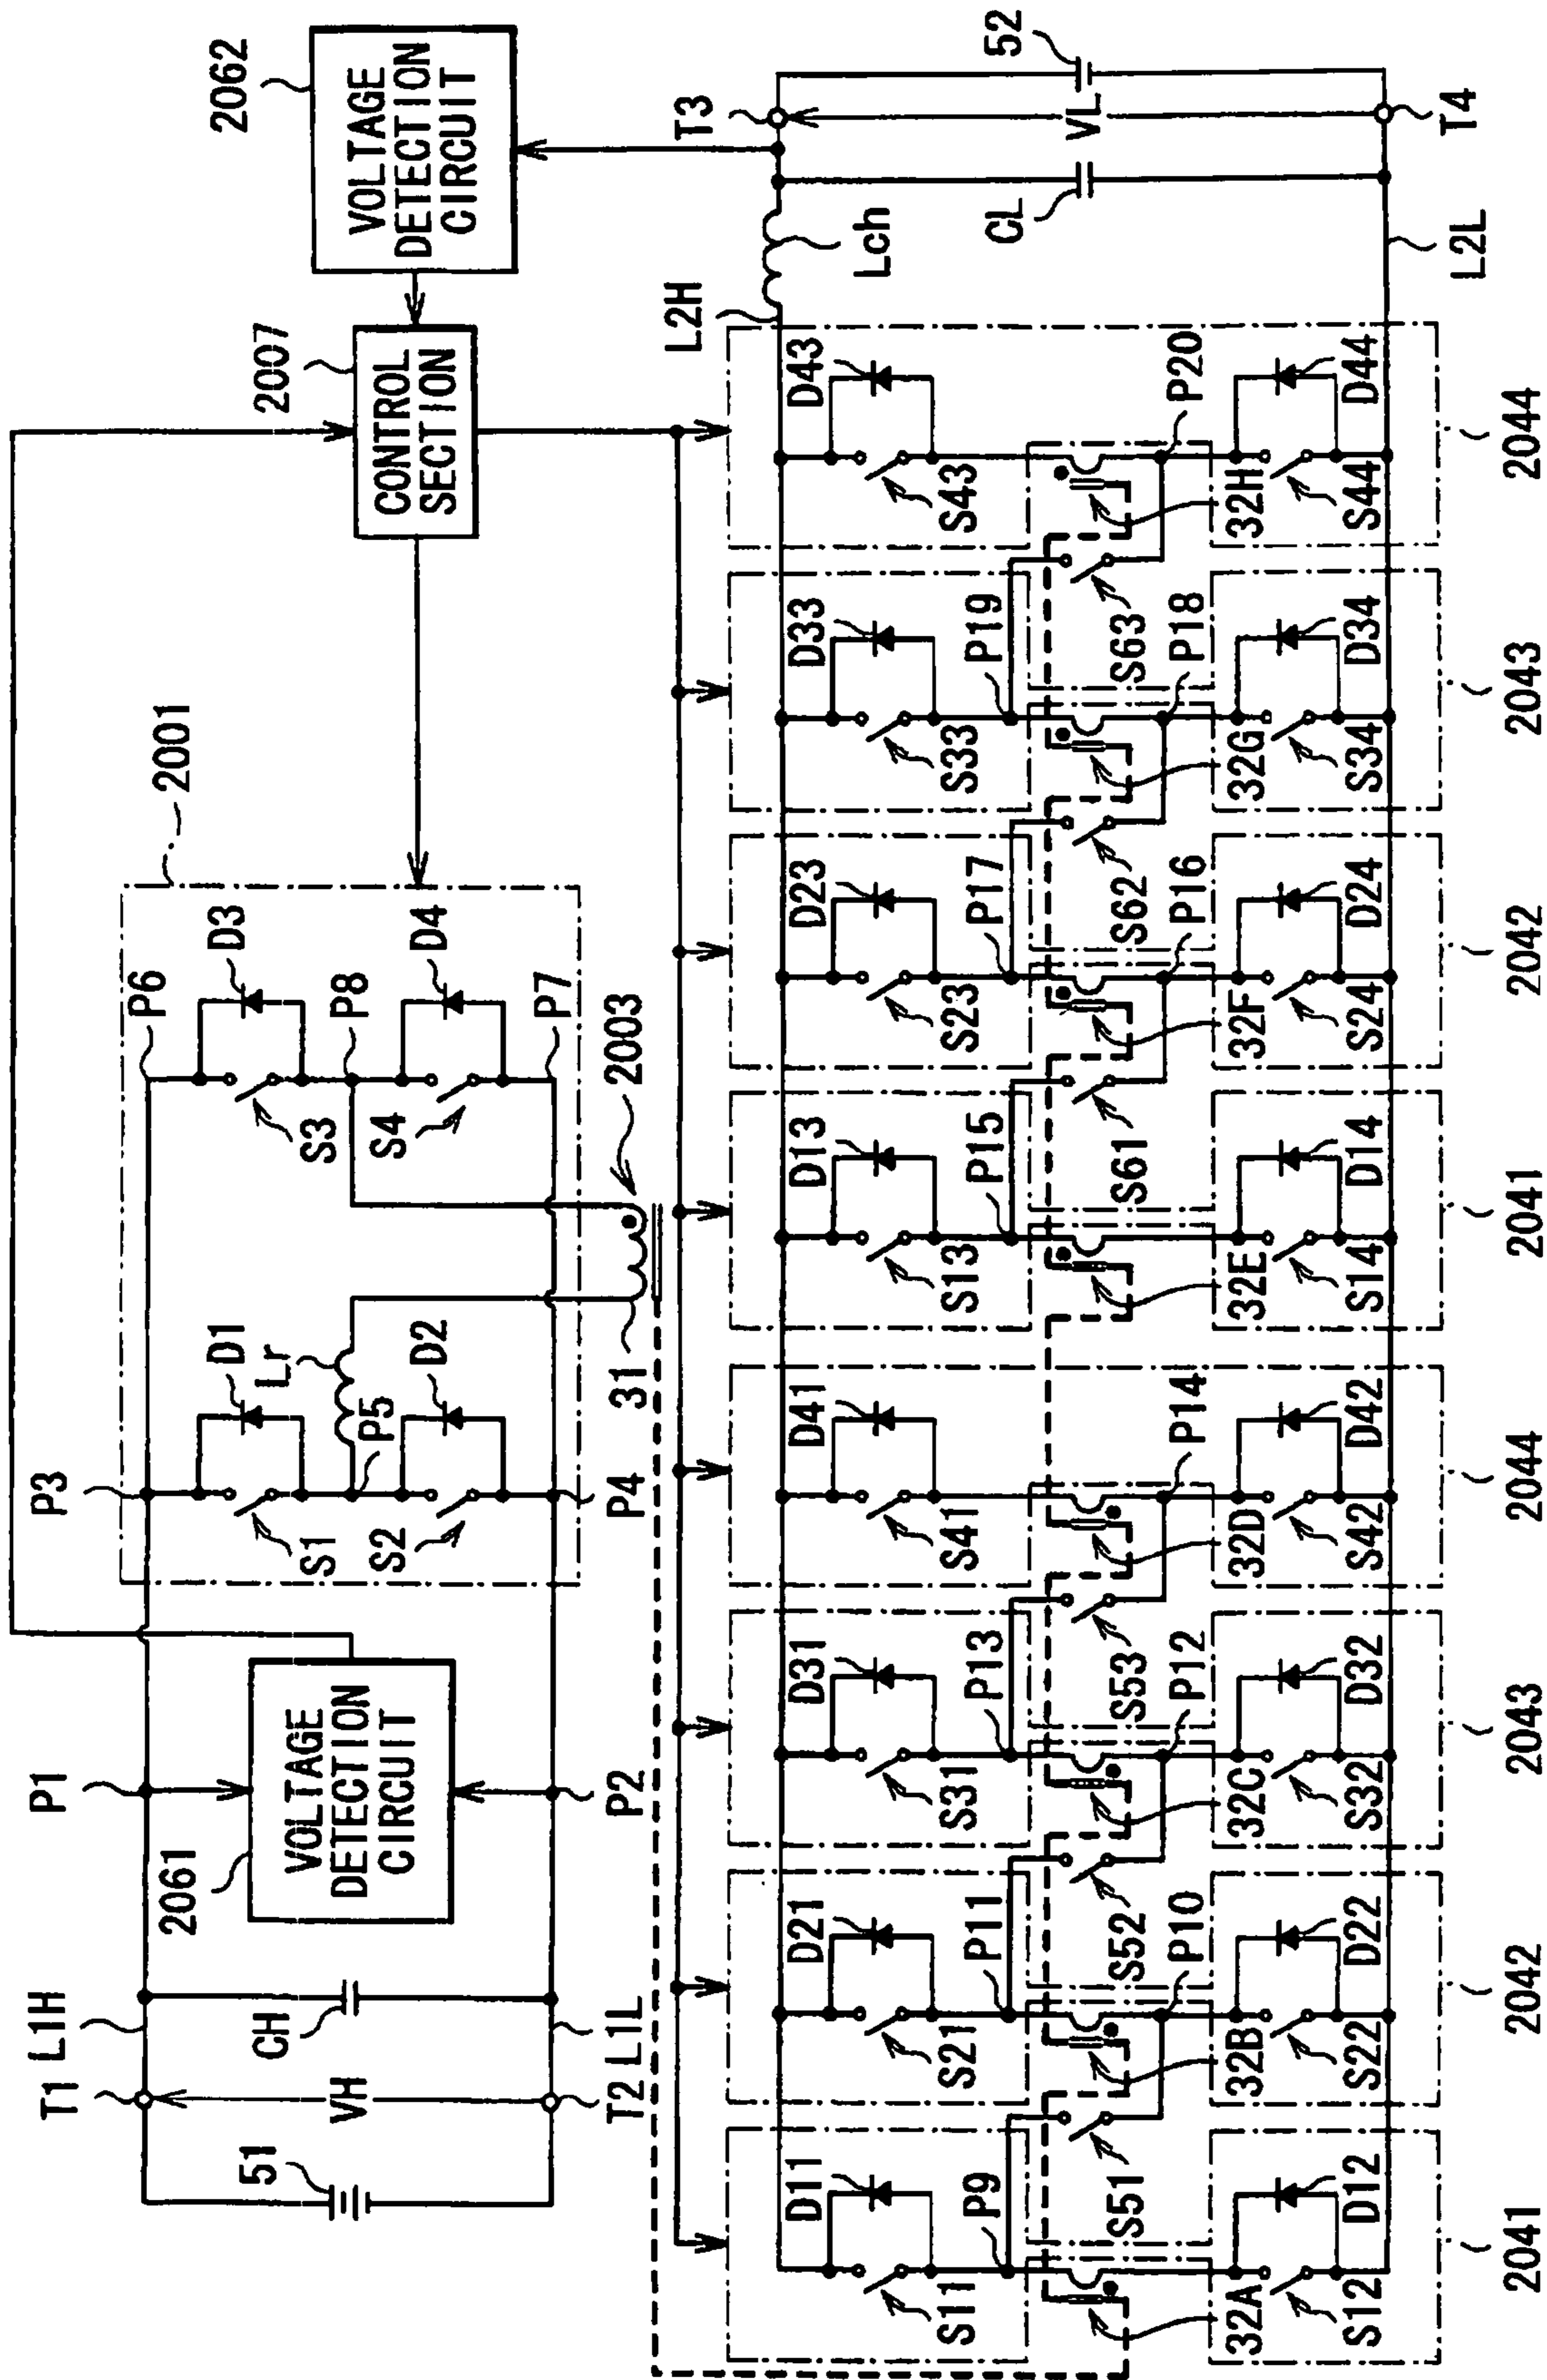 T1
L1H
P1
P3
P6
51
VH
CH
2061
VOLTAGE
DETECTION
CIRCUIT
2001
S1
D1
Lr
P5
S2
D2
S3
D3
P8
S4
D4
T2
L1L
P2
P4
P7
31
2003
2007
CONTROL
SECTION
2062
VOLTAGE
DETECTION
CIRCUIT
L2H
Lch
T3
CL
VL
52
T4
L2L
D11
S11
P9
S51
32A
D12
S12
2041
D21
S21
P11
S52
P10
32B
D22
S22
2042
D31
S31
P13
S53
P12
32C
D32
S32
2043
D41
S41
P14
32D
D42
S42
2044
D13
S13
P15
S61
32E
D14
S14
2041
D23
S23
P17
S62
P16
32F
D24
S24
2042
D33
S33
P19
S63
P18
32G
D34
S34
2043
D43
S43
P20
32H
D44
S44
2044